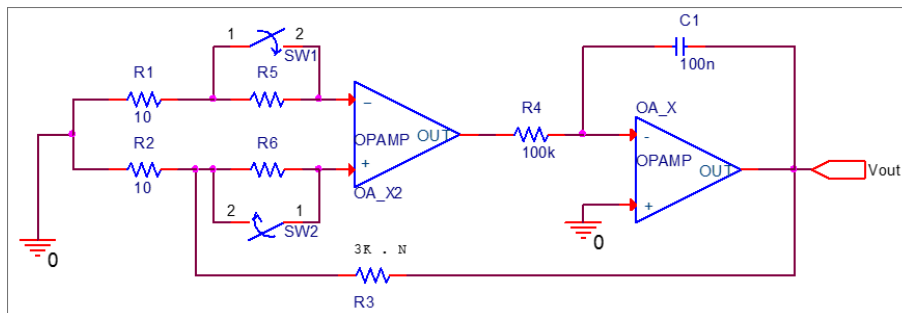 C1
100n
1
2
SW1
R1
10
R5
R4
100k
OA_X
-
OPAMP
OUT
+
-
OPAMP
OUT
+
OA_X2
R2
10
R6
Vout
2
1
SW2
0
0
3K . N
R3